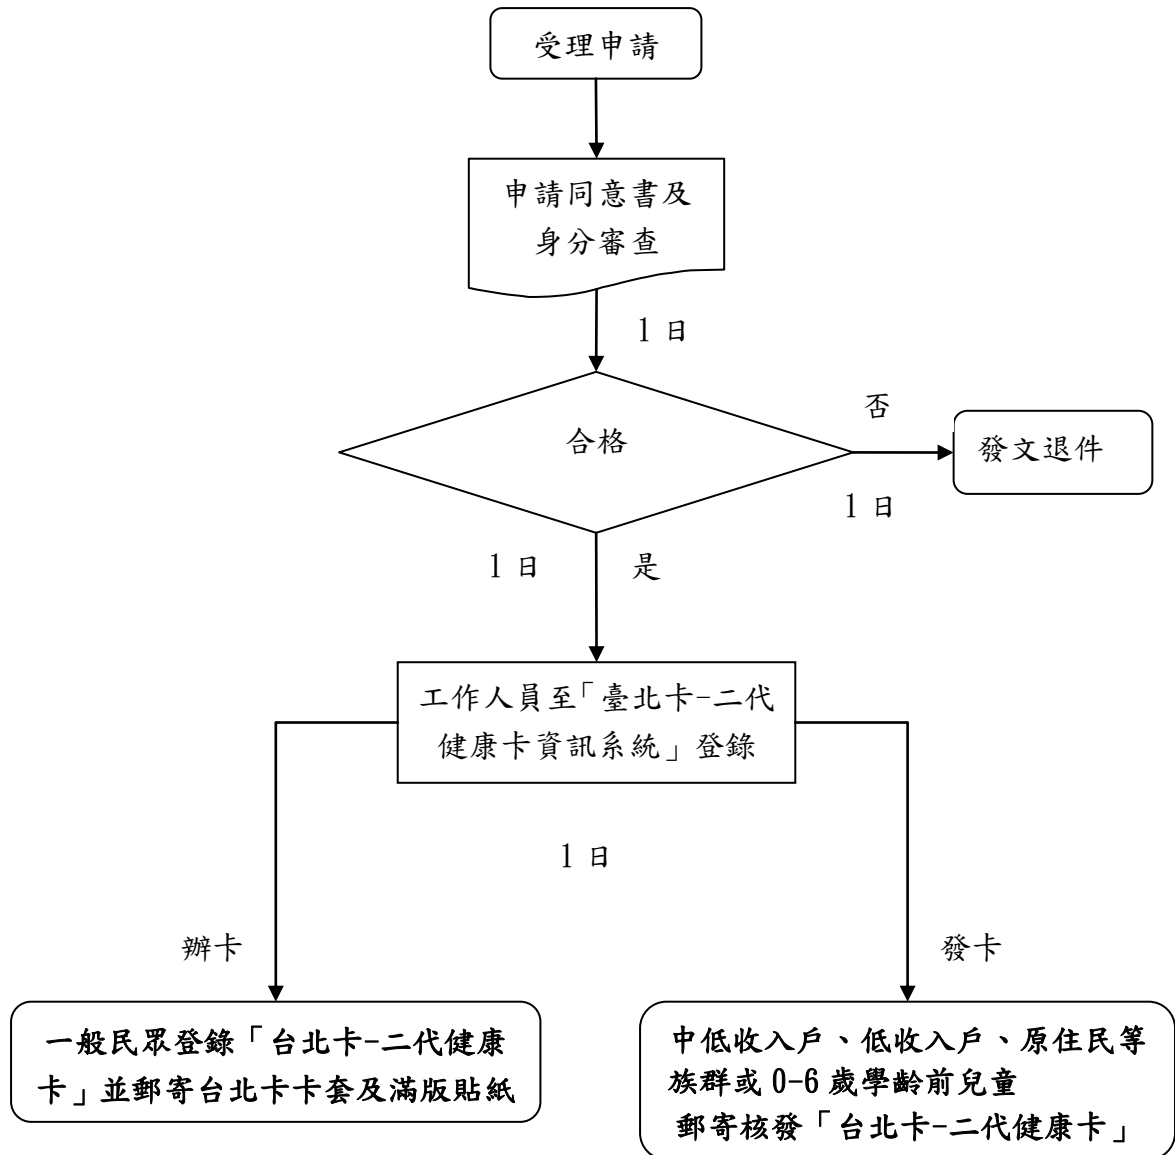 受理申請
申請同意書及
身分審查
1 日
合格
否
發文退件
1 日
1 日
是
工作人員至「臺北卡-二代
健康卡資訊系統」登錄
1 日
辦卡
發卡
一般民眾登錄「台北卡-二代健康
卡」並郵寄台北卡卡套及滿版貼紙
中低收入戶、低收入戶、原住民等
族群或 0-6 歲學齡前兒童
郵寄核發「台北卡-二代健康卡」